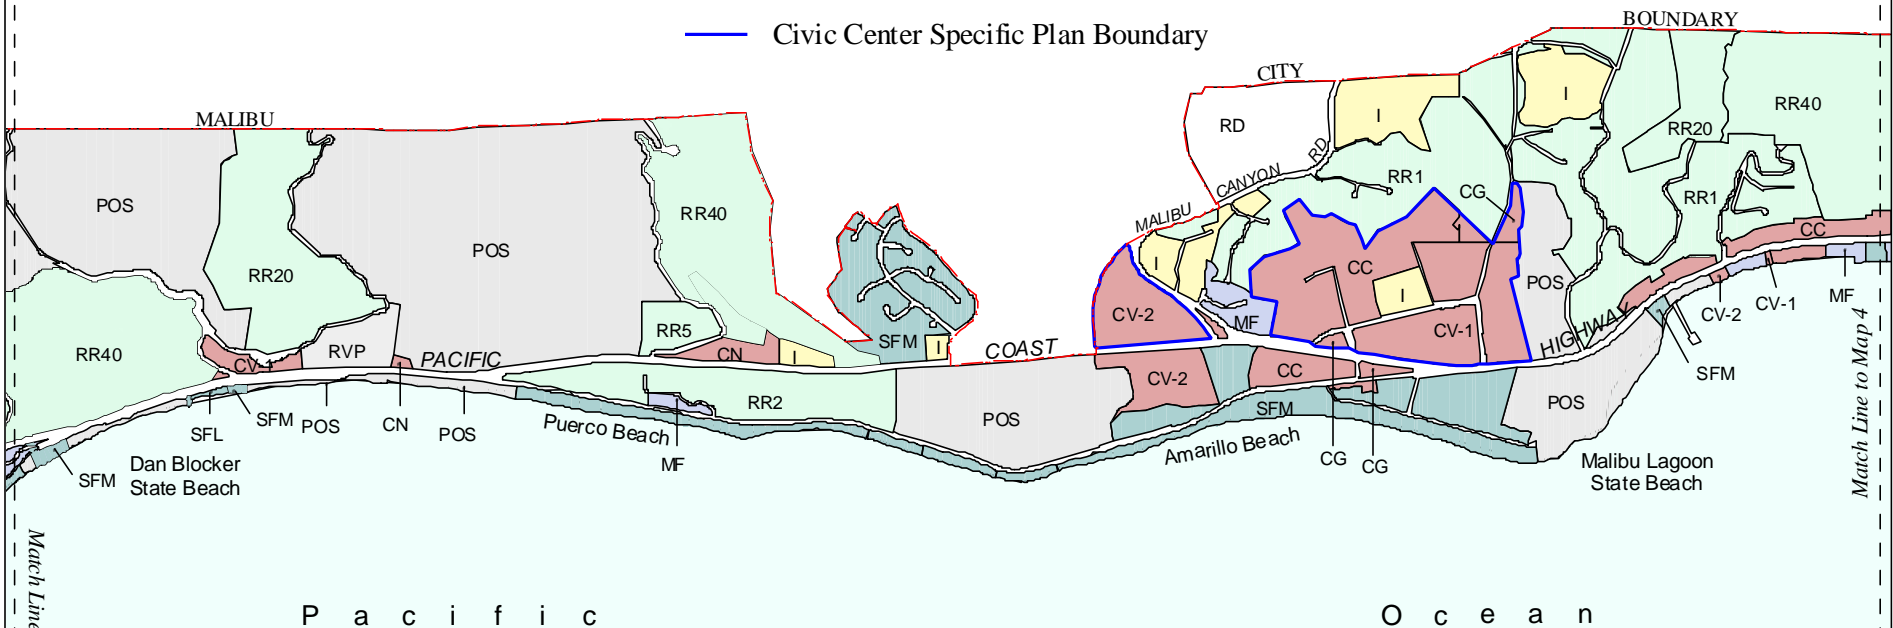 Civic Center Specific Plan Boundary
BOUNDARY
CITY
MALIBU
RD
I
I
RR20
RR40
RD
CANYON
RR1
CG
RR1
MALIBU
POS
RR20
POS
RR40
RR5
RR40
RVP
CN
I
SFM
I
PACIFIC
COAST
I
CV-2
MF
CC
I
CV-1
POS
CC
HIGHWAY
CV-2
CV-1
MF
SFM
CV-1
RR2
POS
CV-2
CC
SFM
POS
SFL
SFM
POS
CN
POS
Puerco Beach
MF
Amarillo Beach
CG
CG
SFM
Dan Blocker
State Beach
Malibu Lagoon
State Beach
Match Line to Map 4
Match Line
Pacific
Ocean